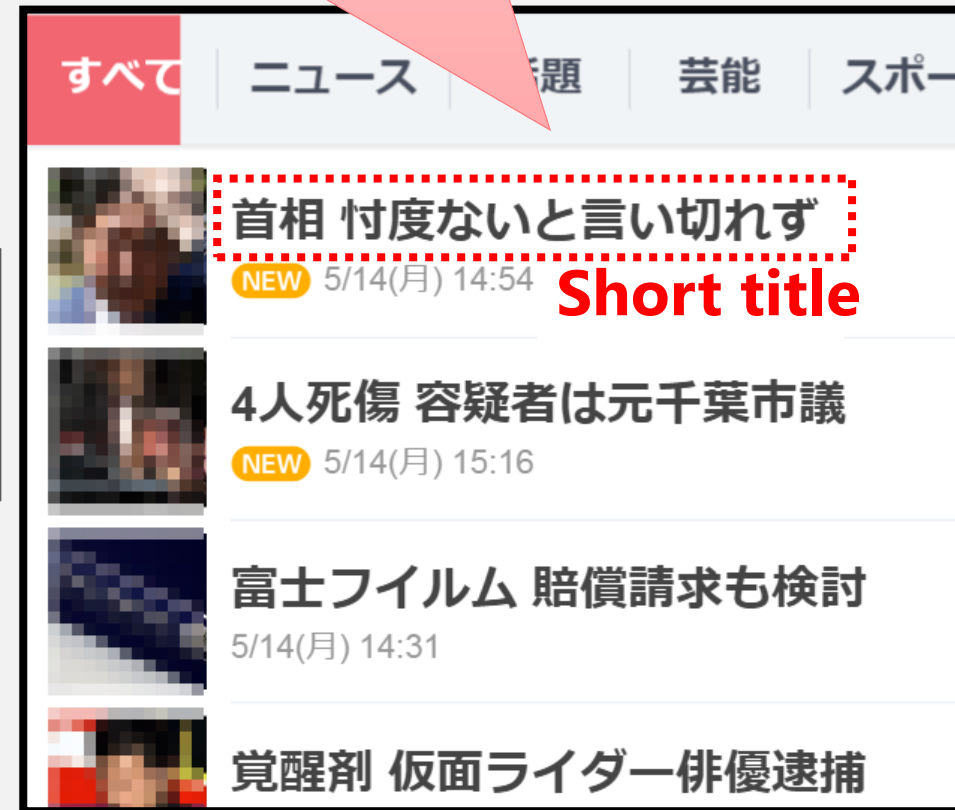 すべて ニュース 題 芸能 スポー
首相 忖度ないと言い切れず
NEW 5/14(月) 14:54
Short title
4人死傷 容疑者は元千葉市議
NEW 5/14(月) 15:16
富士フイルム 賠償請求も検討
5/14(月) 14:31
覚醒剤 仮面ライダー俳優逮捕